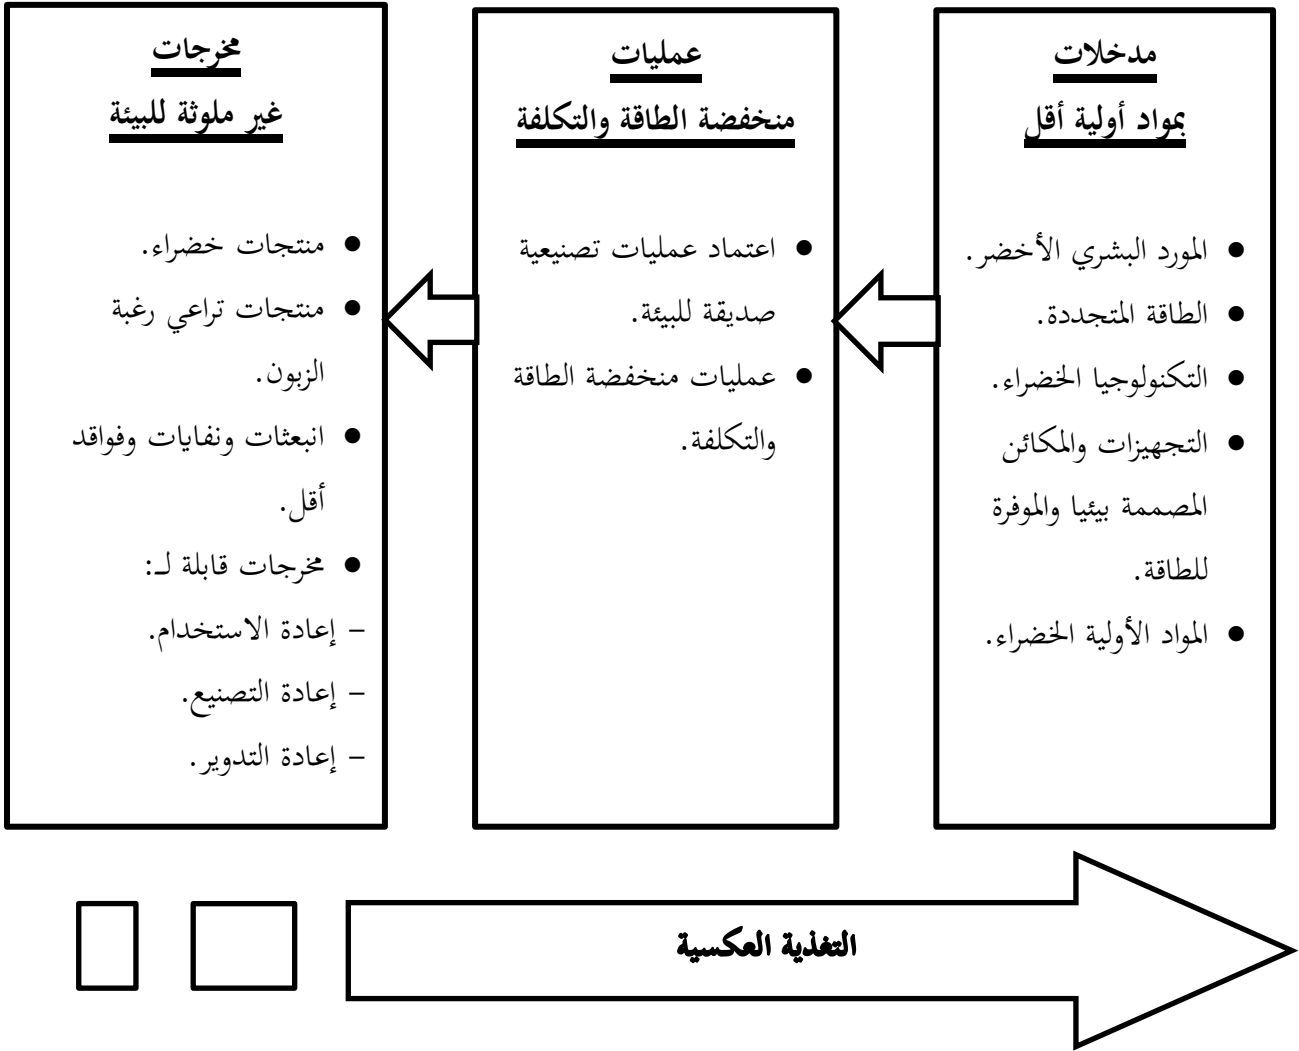 مدخلات
بمواد أولية أقل
● المورد البشري الأخضر.
● الطاقة المتجددة.
● التكنولوجيا الخضراء.
● التجهيزات والمكائن
المصممة بيئيا والموفرة
للطاقة.
● المواد الأولية الخضراء.
عمليات
منخفضة الطاقة والتكلفة
● اعتماد عمليات تصنيعية
صديقة للبيئة.
● عمليات منخفضة الطاقة
والتكلفة.
مخرجات
غير ملوثة للبيئة
● منتجات خضراء.
● منتجات تراعي رغبة
الزبون.
● انبعثات ونفايات وفواقد
أقل.
● مخرجات قابلة لـ:
– إعادة الاستخدام.
– إعادة التصنيع.
– إعادة التدوير.
التغذية العكسية